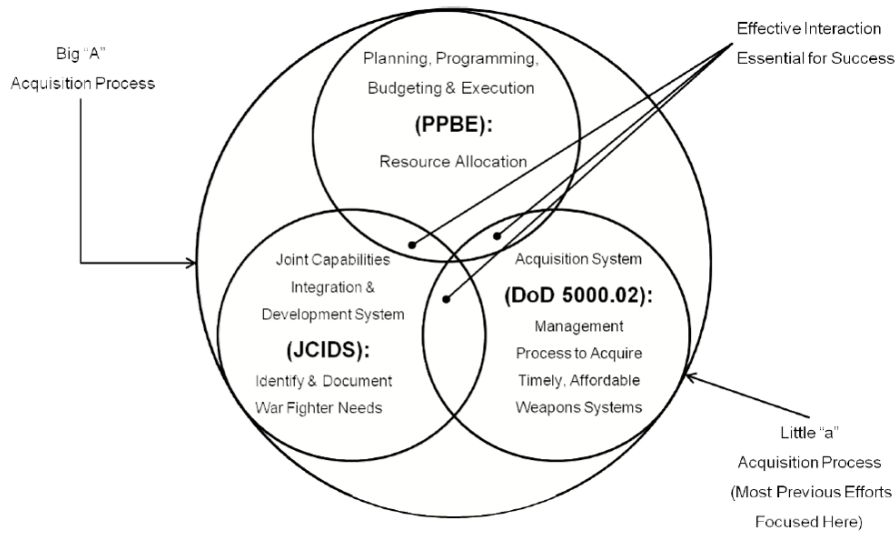 Big “A”
Acquisition Process
Planning, Programming,
Budgeting & Execution
(PPBE):
Resource Allocation
Effective Interaction
Essential for Success
Joint Capabilities
Integration &
Development System
(JCIDS):
Identify & Document
War Fighter Needs
Acquisition System
(DoD 5000.02):
Management
Process to Acquire
Timely, Affordable
Weapons Systems
Little “a”
Acquisition Process
(Most Previous Efforts
Focused Here)